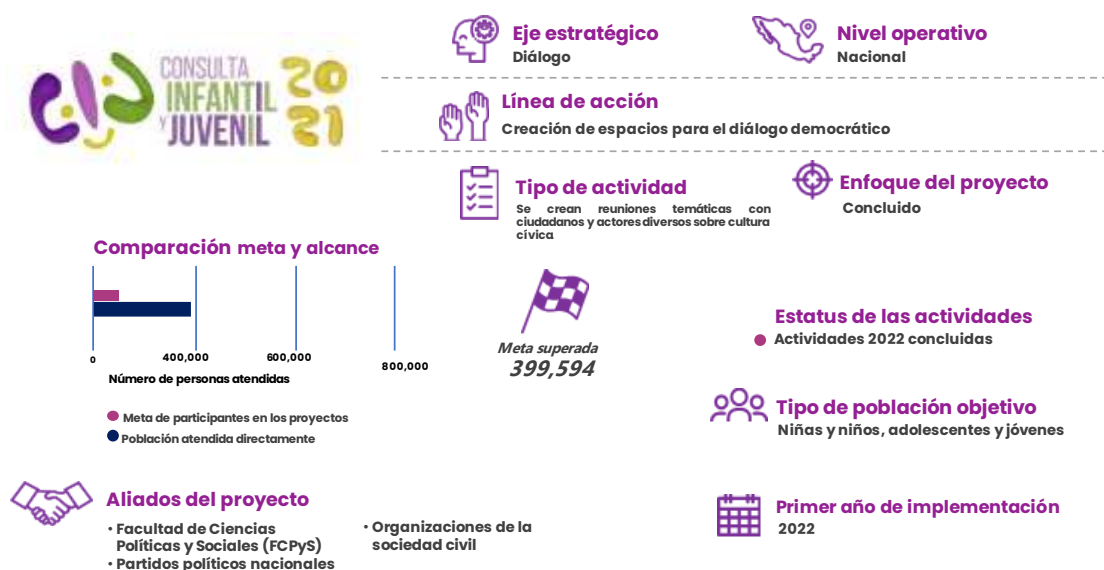 CONSULTA
INFANTIL
Y JUVENIL
2021
Eje estratégico
Diálogo
Nivel operativo
Nacional
Línea de acción
Creación de espacios para el diálogo democrático
Tipo de actividad
Se crean reuniones temáticas con
ciudadanos y actores diversos sobre cultura
cívica
Enfoque del proyecto
Concluido
Comparación meta y alcance
0
400,000
600,000
800,000
Número de personas atendidas
Meta de participantes en los proyectos
Población atendida directamente
Meta superada
399,594
Estatus de las actividades
Actividades 2022 concluidas
Tipo de población objetivo
Niñas y niños, adolescentes y jóvenes
Aliados del proyecto
• Facultad de Ciencias
Políticas y Sociales (FCPyS)
• Partidos políticos nacionales
• Organizaciones de la
sociedad civil
Primer año de implementación
2022